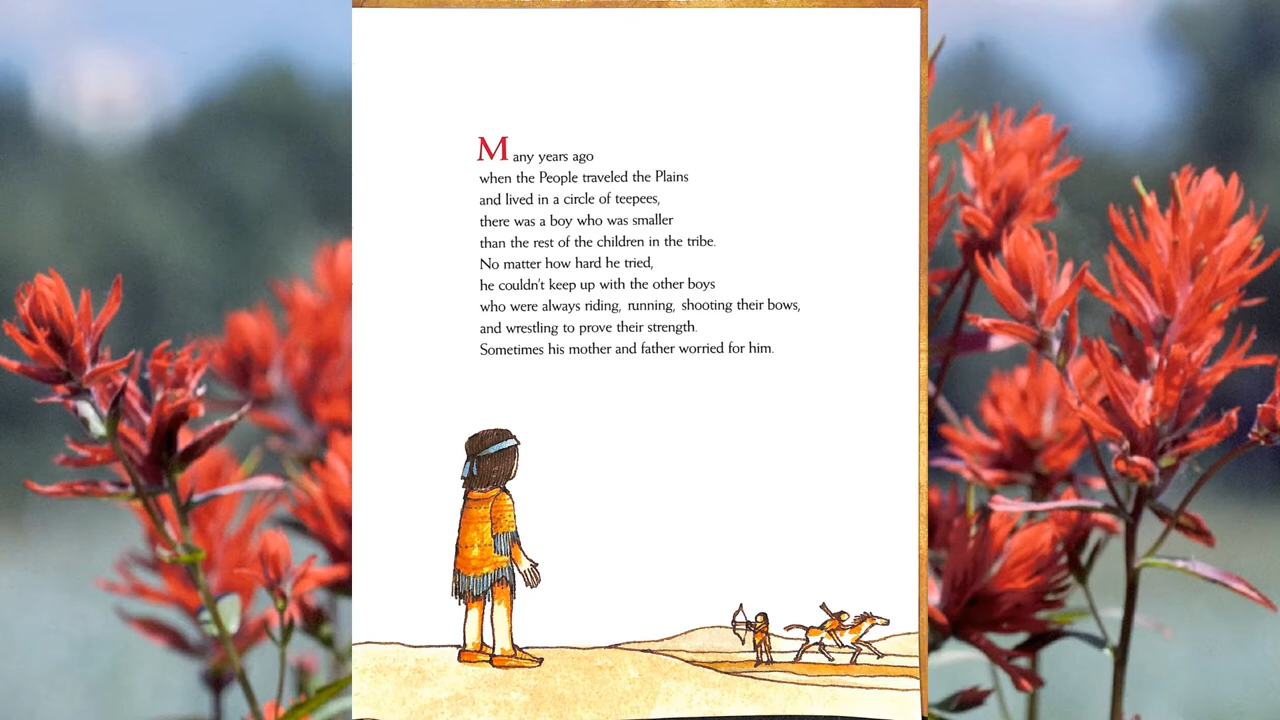 Many years ago
when the People traveled the Plains
and lived in a circle of teepees,
there was a boy who was smaller
than the rest of the children in the tribe.
No matter how hard he tried,
he couldn't keep up with the other boys
who were always riding, running, shooting their bows,
and wrestling to prove their strength.
Sometimes his mother and father worried for him.